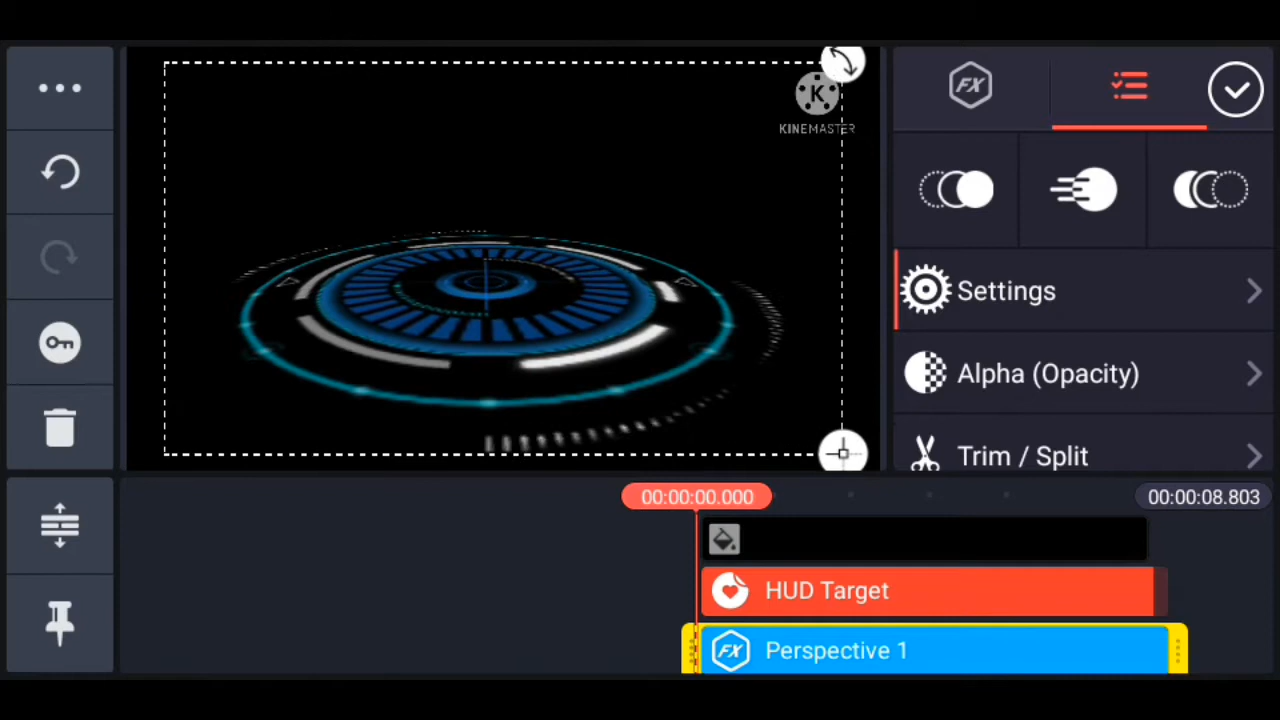 K
KINEMASTER
FX
Settings
Alpha (Opacity)
Trim / Split
00:00:00.000
00:00:08.803
HUD Target
FX
Perspective 1